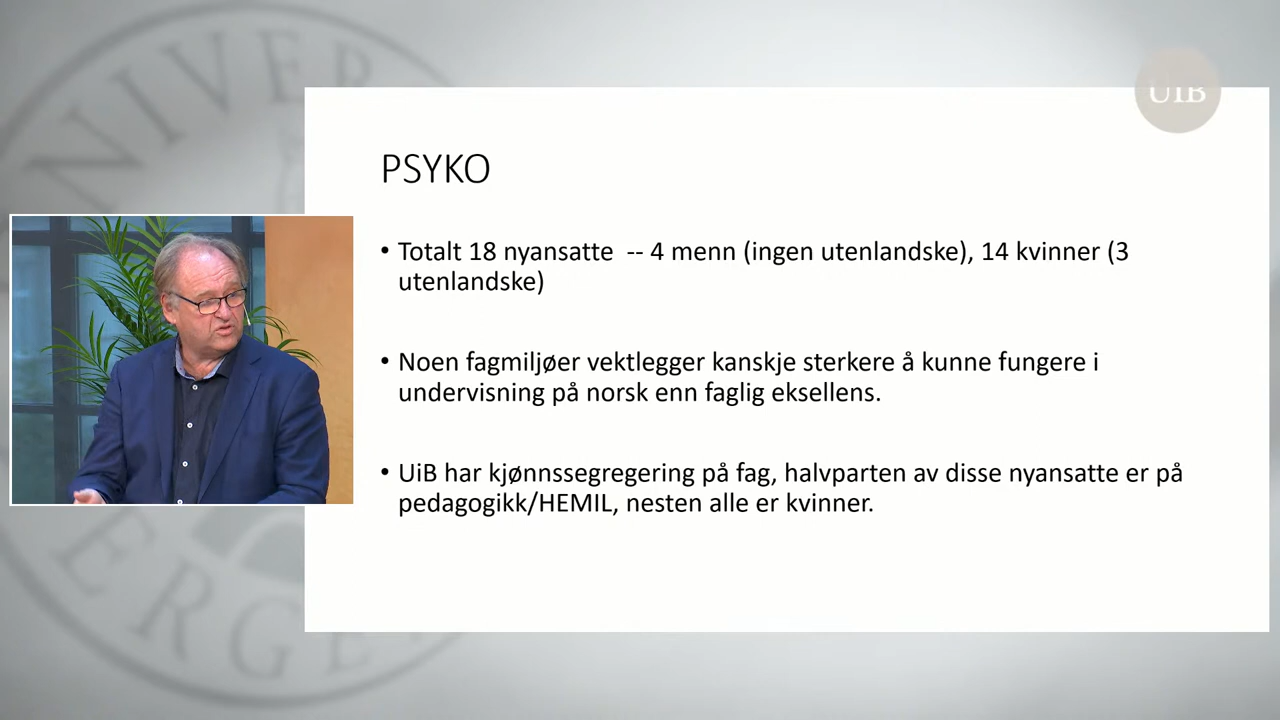 NIVER
UiB
PSYKO
• Totalt 18 nyansatte -- 4 menn (ingen utenlandske), 14 kvinner (3
utenlandske)
• Noen fagmiljøer vektlegger kanskje sterkere å kunne fungere i
undervisning på norsk enn faglig eksellens.
• UiB har kjønnssegregering på fag, halvparten av disse nyansatte er på
pedagogikk/HEMIL, nesten alle er kvinner.
ERGE